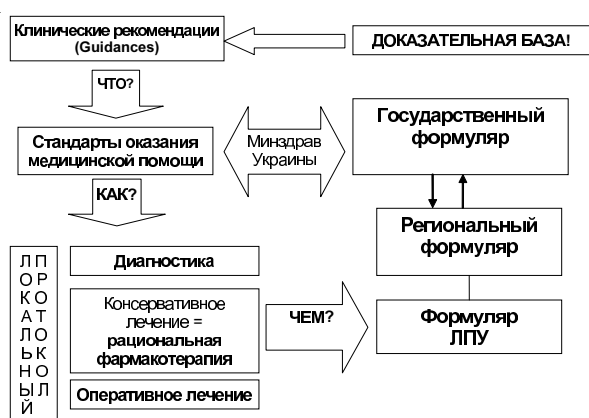 Клинические рекомендации
(Guidances)
ДОКАЗАТЕЛЬНАЯ БАЗА!
ЧТО?
Стандарты оказания
медицинской помощи
Минздрав
Украины
Государственный
формуляр
КАК?
Региональный
формуляр
ЛОКАЛЬНЫЙ
ПРОТОКОЛ
Диагностика
Консервативное
лечение =
рациональная
фармакотерапия
ЧЕМ?
Формуляр
ЛПУ
Оперативное лечение